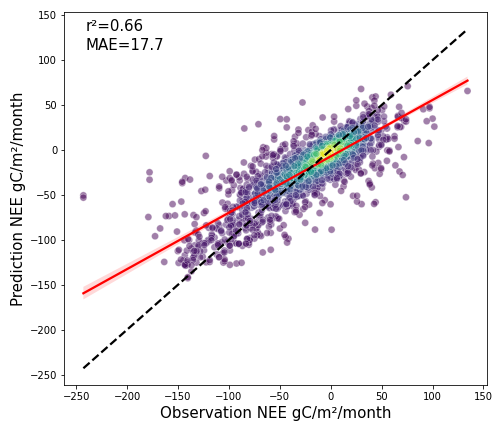 r²=0.66
MAE=17.7
150
100
50
0
−50
−100
−150
−200
−250
Prediction NEE gC/m²/month
−250 −200 −150 −100 −50 0 50 100 150
Observation NEE gC/m²/month